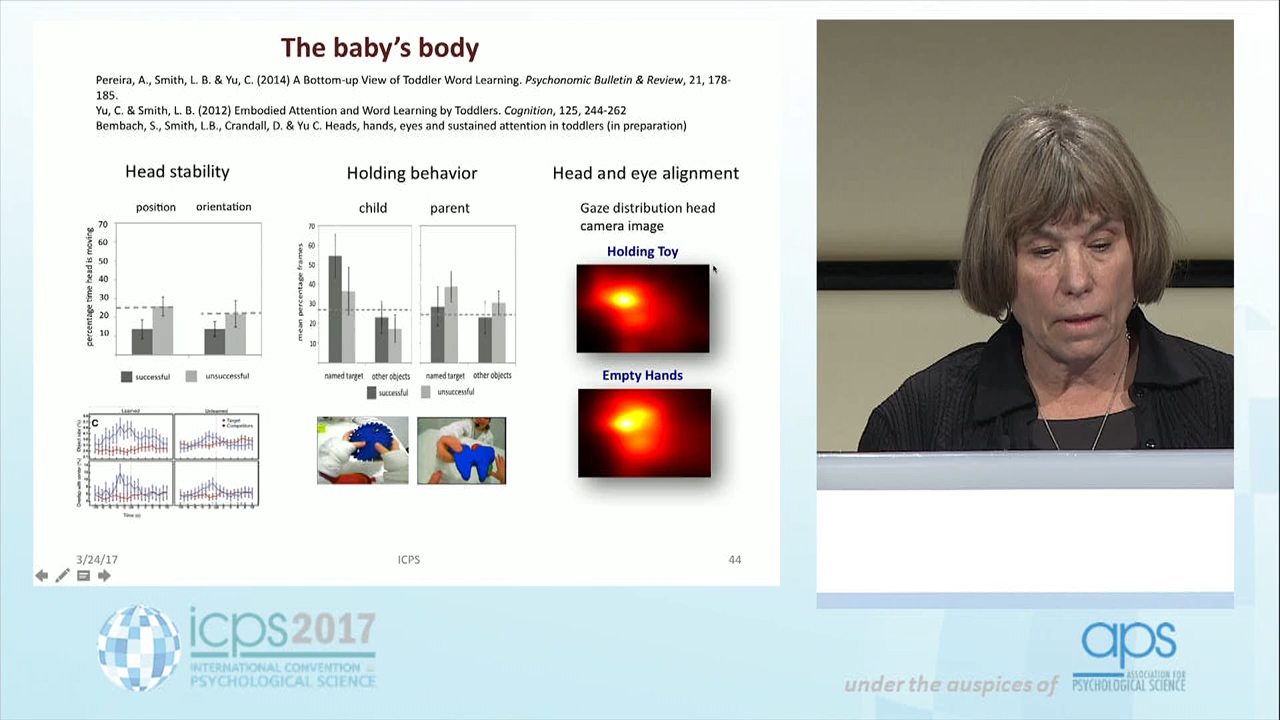 The baby's body
Pereira, A., Smith, L. B. & Yu, C. (2014) A Bottom-up View of Toddler Word Learning. Psychonomic Bulletin & Review, 21, 178-
185.
Yu, C. & Smith, L. B. (2012) Embodied Attention and Word Learning by Toddlers. Cognition, 125, 244-262
Bembach, S., Smith, L.B., Crandall, D. & Yu C. Heads, hands, eyes and sustained attention in toddlers (in preparation)
Head stability
position orientation
percentage time head is moving
70
60
50
40
30
20
10
successful unsuccessful
C
Learned Unlearned
Target
Competitors
Time (s)
Holding behavior
child parent
mean percentage frames
70
60
50
40
30
20
10
named target other objects named target other objects
successful unsuccessful
Head and eye alignment
Gaze distribution head
camera image
Holding Toy
Empty Hands
3/24/17 ICPS 44
icps2017
INTERNATIONAL CONVENTION
PSYCHOLOGICAL SCIENCE
under the auspices of
aps
ASSOCIATION FOR
PSYCHOLOGICAL SCIENCE